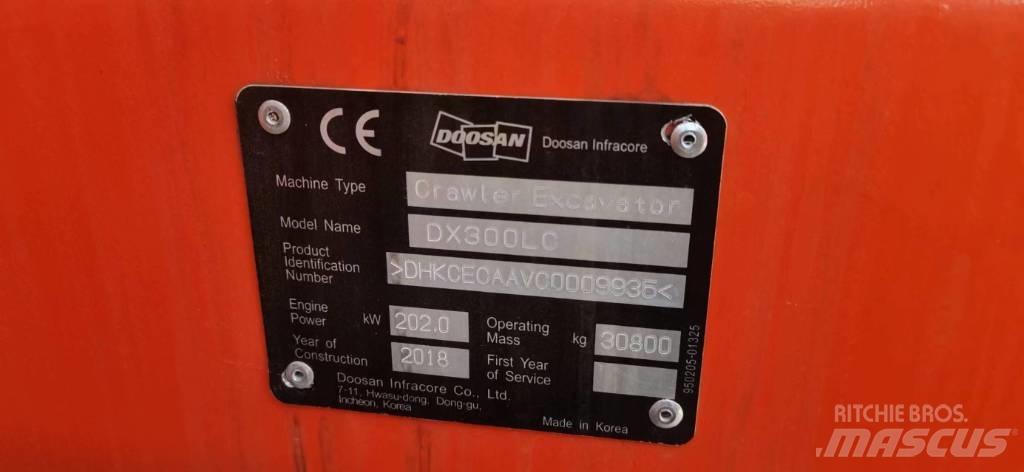 CE DOOSAN Doosan Infracore
Machine Type Crawler Excavator
Model Name DX300LC
Product
Identification
Number >DHKCECAAVC0009935<
Engine
Power kW 202.0
Operating
Mass kg 30800
Year of
Construction 2018
First Year
of Service
Doosan Infracore Co., Ltd.
7-11, Hwasu-dong, Dong-gu,
Incheon, Korea
Made in Korea
950205-01325
RITCHIE BROS.
MASCUS